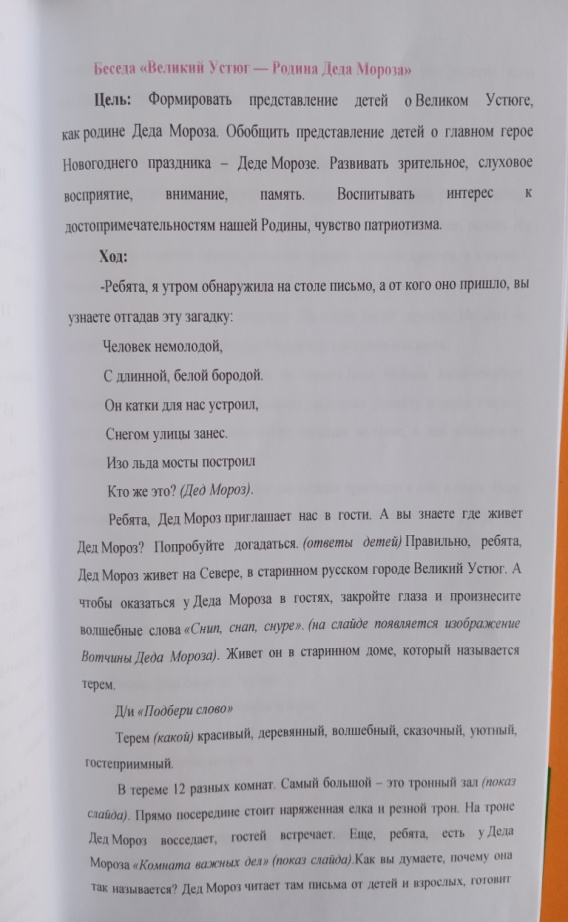 Беседа «Великий Устюг — Родина Деда Мороза»
Цель: Формировать представление детей о Великом Устюге,
как родине Деда Мороза. Обобщить представление детей о главном герое
Новогоднего праздника – Деде Морозе. Развивать зрительное, слуховое
восприятие, внимание, память. Воспитывать интерес к
достопримечательностям нашей Родины, чувство патриотизма.
Ход:
-Ребята, я утром обнаружила на столе письмо, а от кого оно пришло, вы
узнаете отгадав эту загадку:
Человек немолодой,
С длинной, белой бородой.
Он катки для нас устроил,
Снегом улицы занес.
Изо льда мосты построил
Кто же это? (Дед Мороз).
Ребята, Дед Мороз приглашает нас в гости. А вы знаете где живет
Дед Мороз? Попробуйте догадаться. (ответы детей) Правильно, ребята,
Дед Мороз живет на Севере, в старинном русском городе Великий Устюг. А
чтобы оказаться у Деда Мороза в гостях, закройте глаза и произнесите
волшебные слова «Снип, снап, снуре». (на слайде появляется изображение
Вотчины Деда Мороза). Живет он в старинном доме, который называется
терем.
Д/и «Подбери слово»
Терем (какой) красивый, деревянный, волшебный, сказочный, уютный,
гостеприимный.
В тереме 12 разных комнат. Самый большой – это тронный зал (показ
слайда). Прямо посередине стоит наряженная елка и резной трон. На троне
Дед Мороз восседает, гостей встречает. Еще, ребята, есть у Деда
Мороза «Комната важных дел» (показ слайда).Как вы думаете, почему она
так называется? Дед Мороз читает там письма от детей и взрослых, готовит